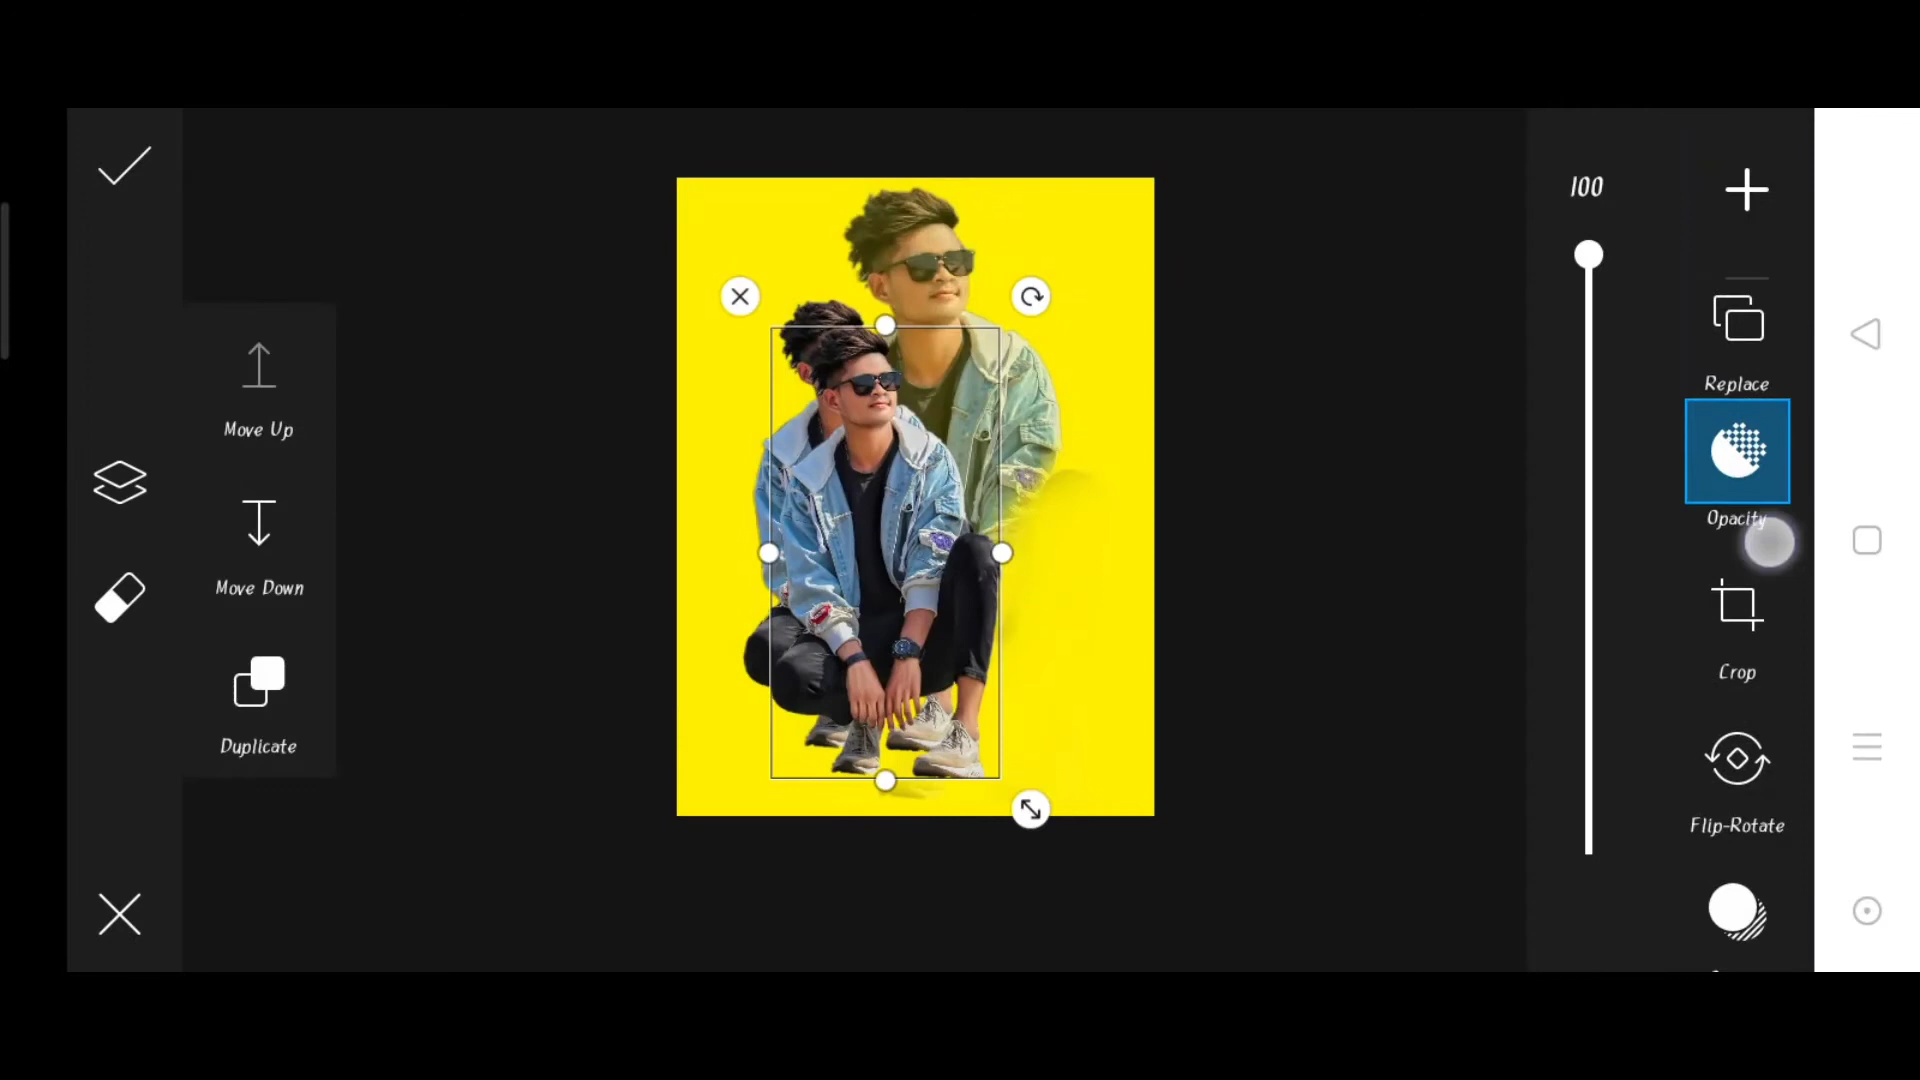 100
Move Up
Move Down
Duplicate
Replace
Opacity
Crop
Flip-Rotate